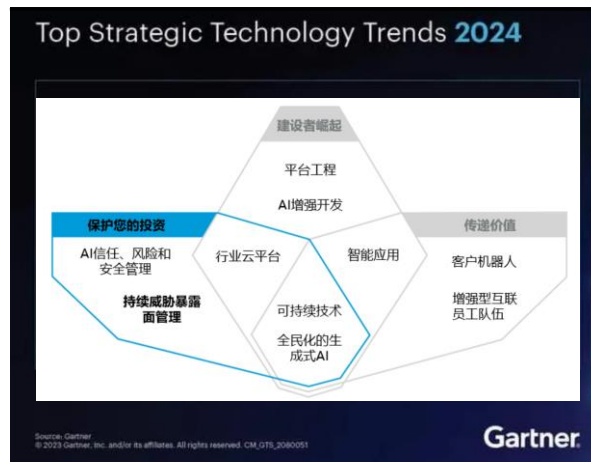 Top Strategic Technology Trends 2024
建设者崛起
平台工程
AI增强开发
保护您的投资
传递价值
AI信任、风险和
安全管理
行业云平台
智能应用
客户机器人
持续威胁暴露
面管理
可持续技术
增强型互联
员工队伍
全民化的生
成式AI
Source: Gartner
© 2023 Gartner, Inc. and/or its affiliates. All rights reserved. CM_GTS_2080051
Gartner